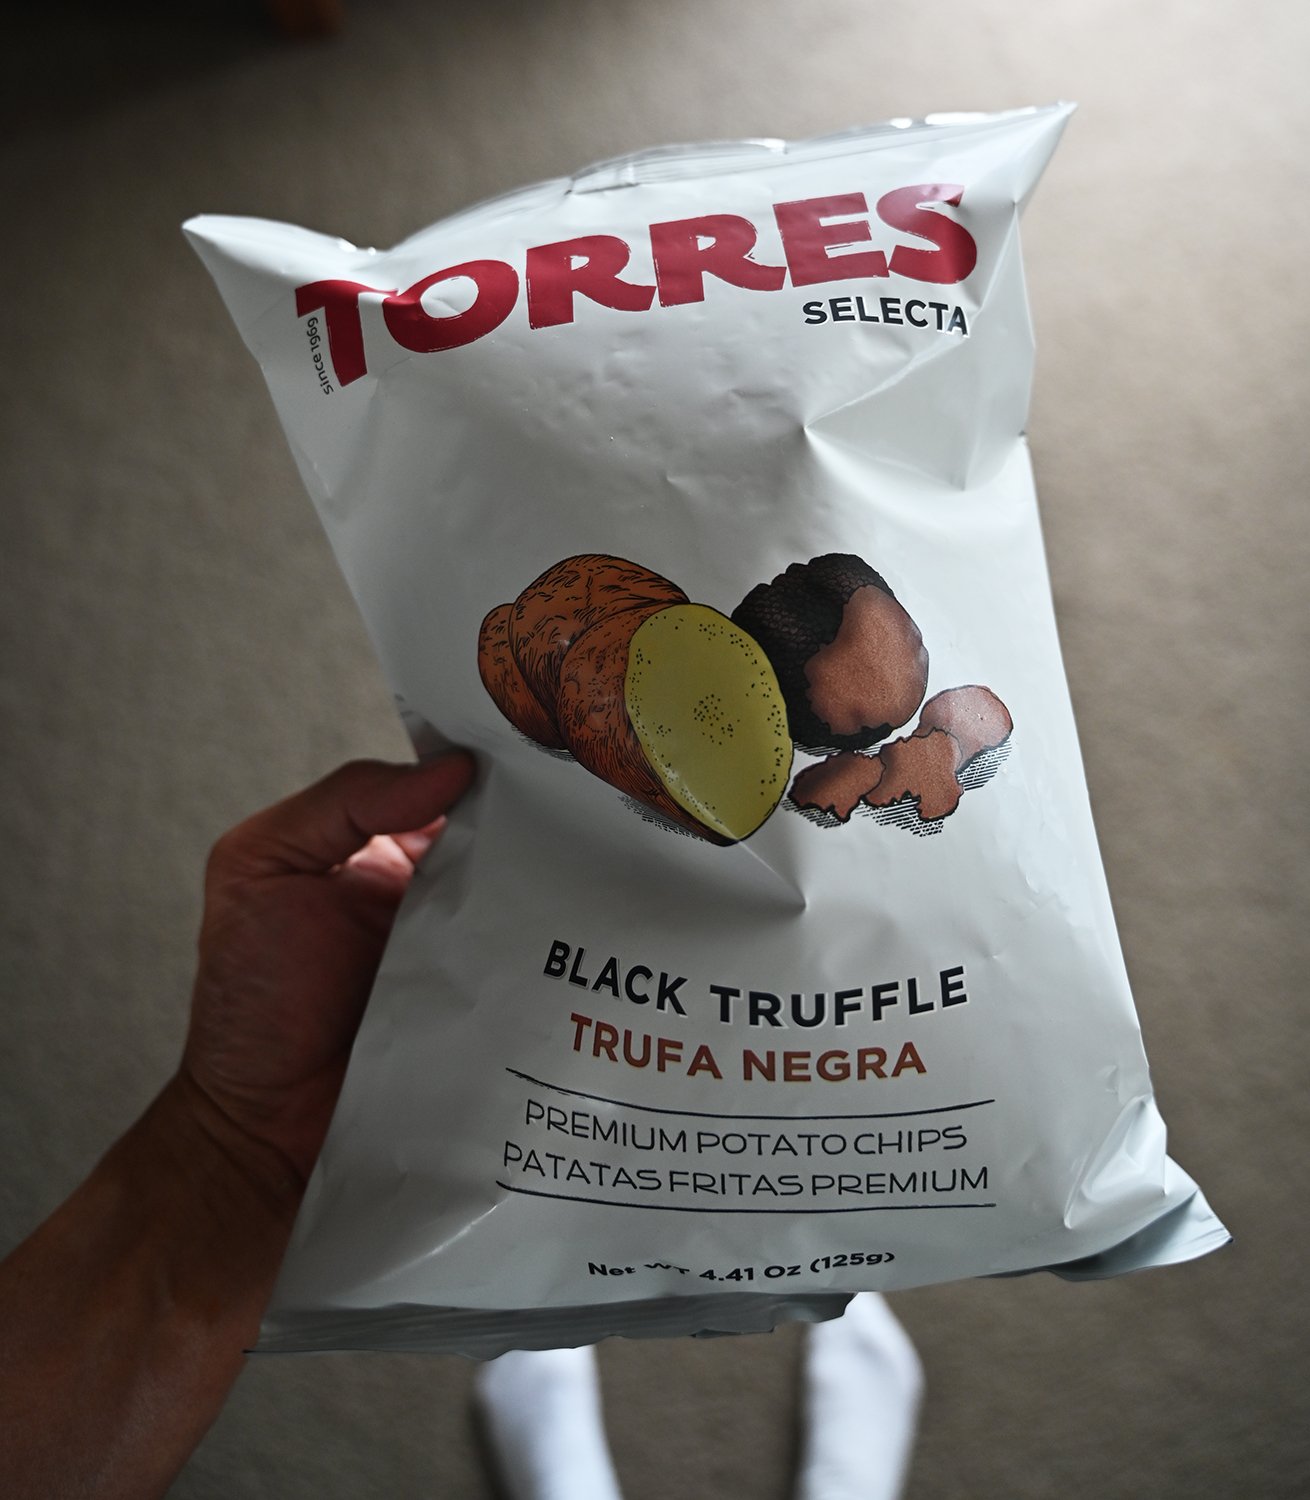 TORRES
SELECTA
since 1969
BLACK TRUFFLE
TRUFA NEGRA
PREMIUM POTATO CHIPS
PATATAS FRITAS PREMIUM
Net WT 4.41 Oz (125g)